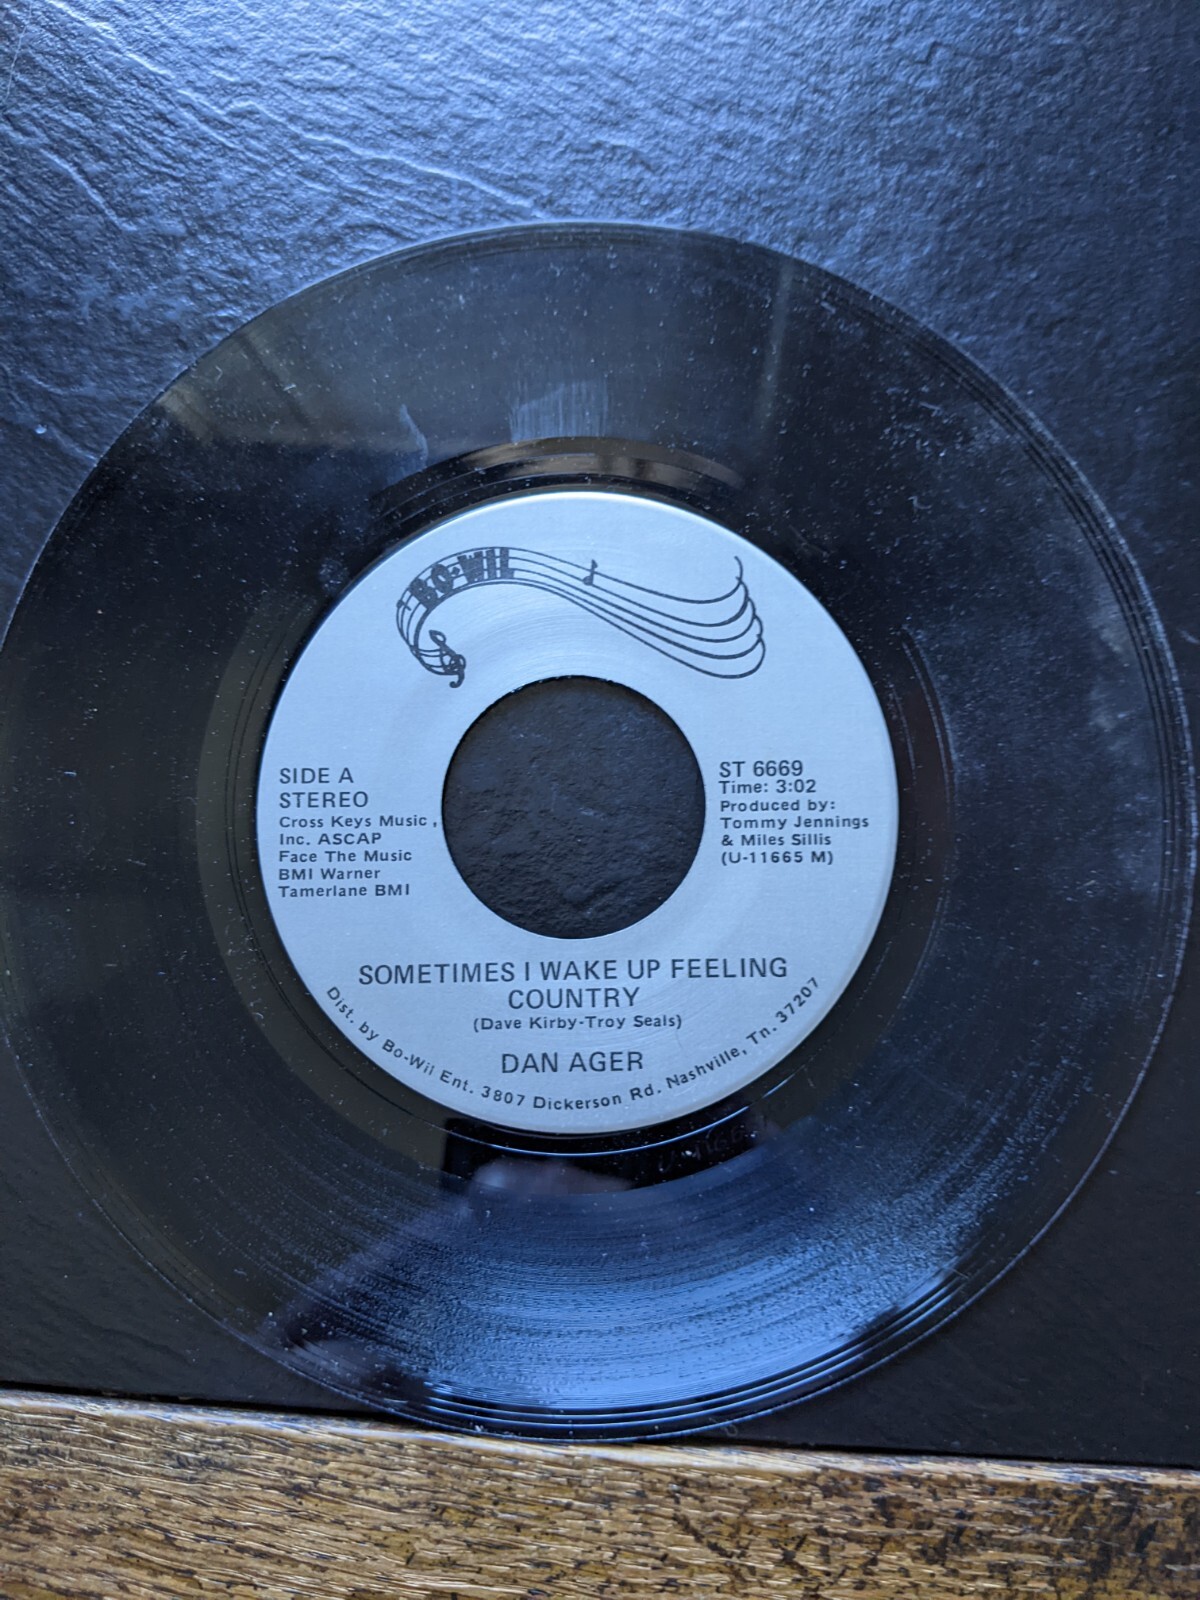 BO-WIL
SIDE A
STEREO
Cross Keys Music,
Inc. ASCAP
Face The Music
BMI Warner
Tamerlane BMI
ST 6669
Time: 3:02
Produced by:
Tommy Jennings
& Miles Sillis
(U-11665 M)
SOMETIMES I WAKE UP FEELING
COUNTRY
(Dave Kirby-Troy Seals)
DAN AGER
Dist. by Bo-Wil Ent. 3807 Dickerson Rd. Nashville, Tn. 37207